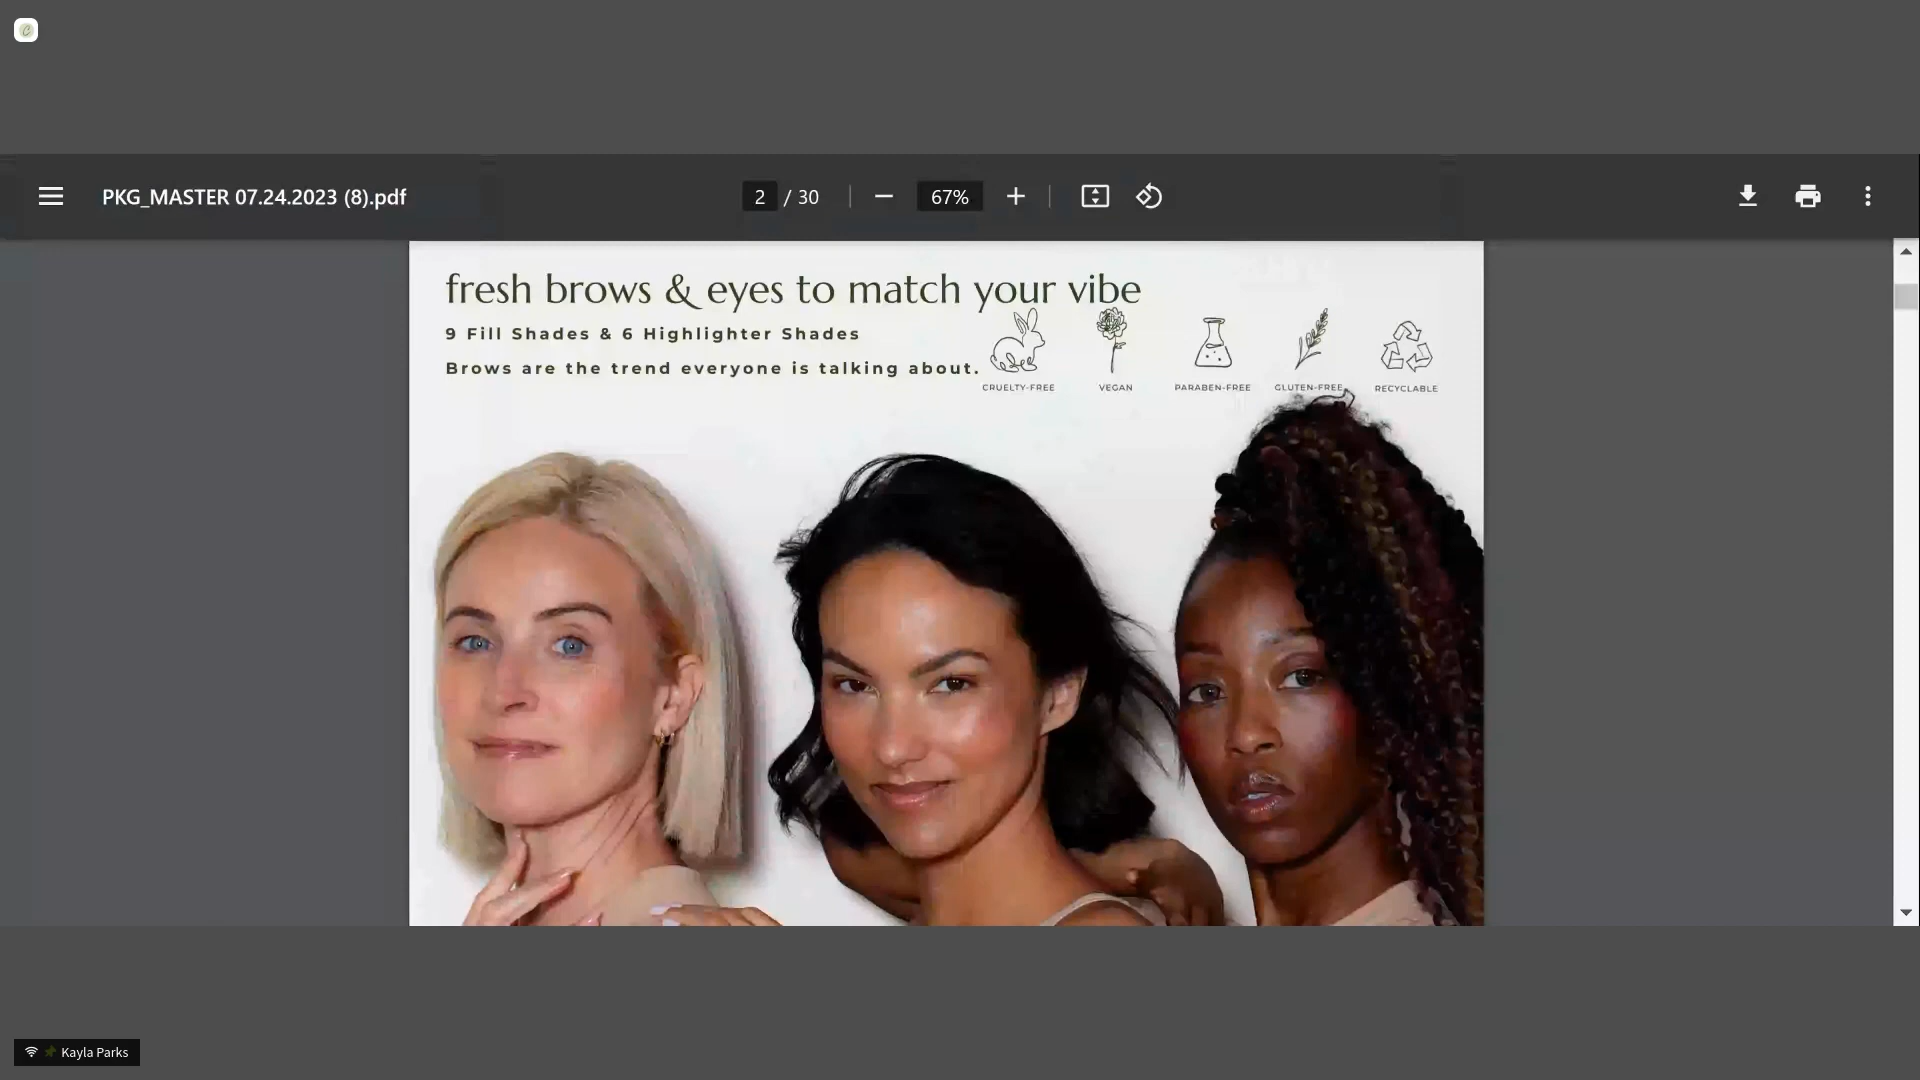 PKG_MASTER 07.24.2023 (8).pdf
2 / 30
67%
fresh brows & eyes to match your vibe
9 Fill Shades & 6 Highlighter Shades
Brows are the trend everyone is talking about.
CRUELTY-FREE VEGAN PARABEN-FREE GLUTEN-FREE RECYCLABLE
Kayla Parks